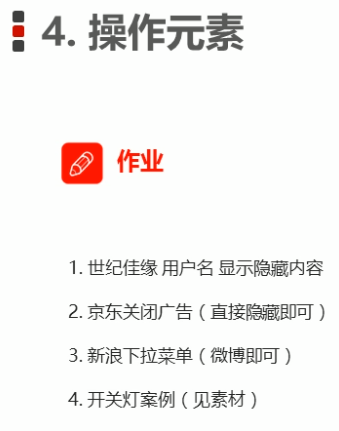 4. 操作元素
作业
1. 世纪佳缘 用户名 显示隐藏内容
2. 京东关闭广告（直接隐藏即可）
3. 新浪下拉菜单（微博即可）
4. 开关灯案例（见素材）